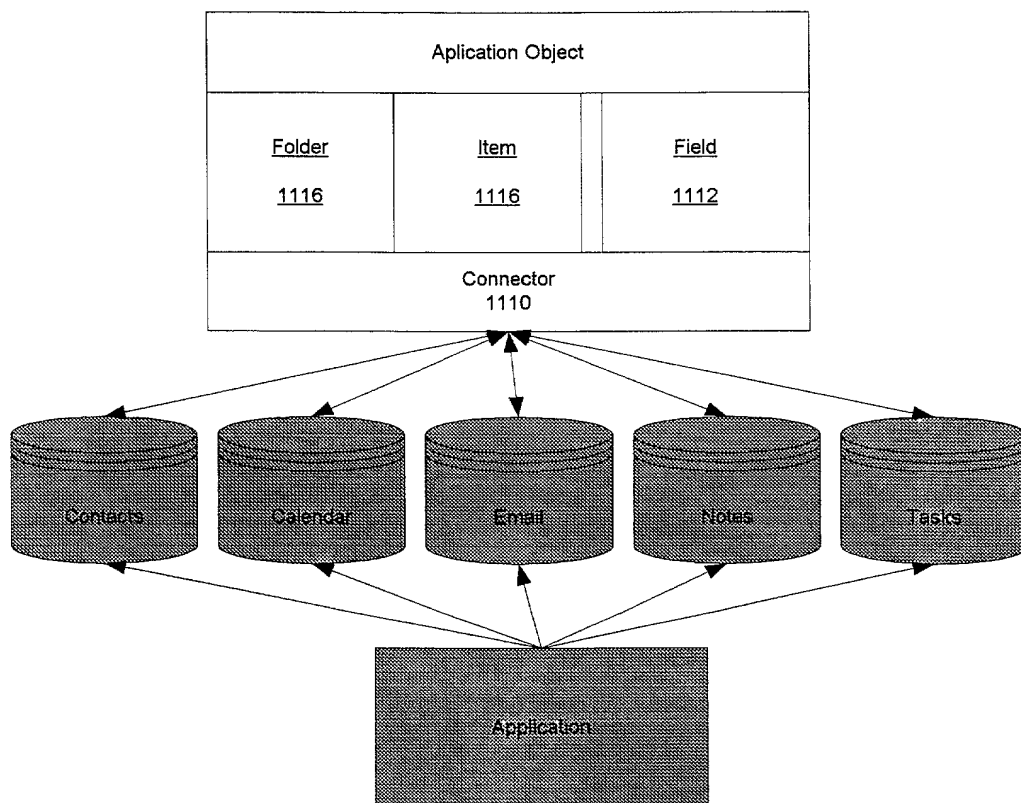 Aplication Object
Folder
1116
Item
1116
Field
1112
Connector
1110
Contacts
Calendar
Email
Notes
Tasks
Application